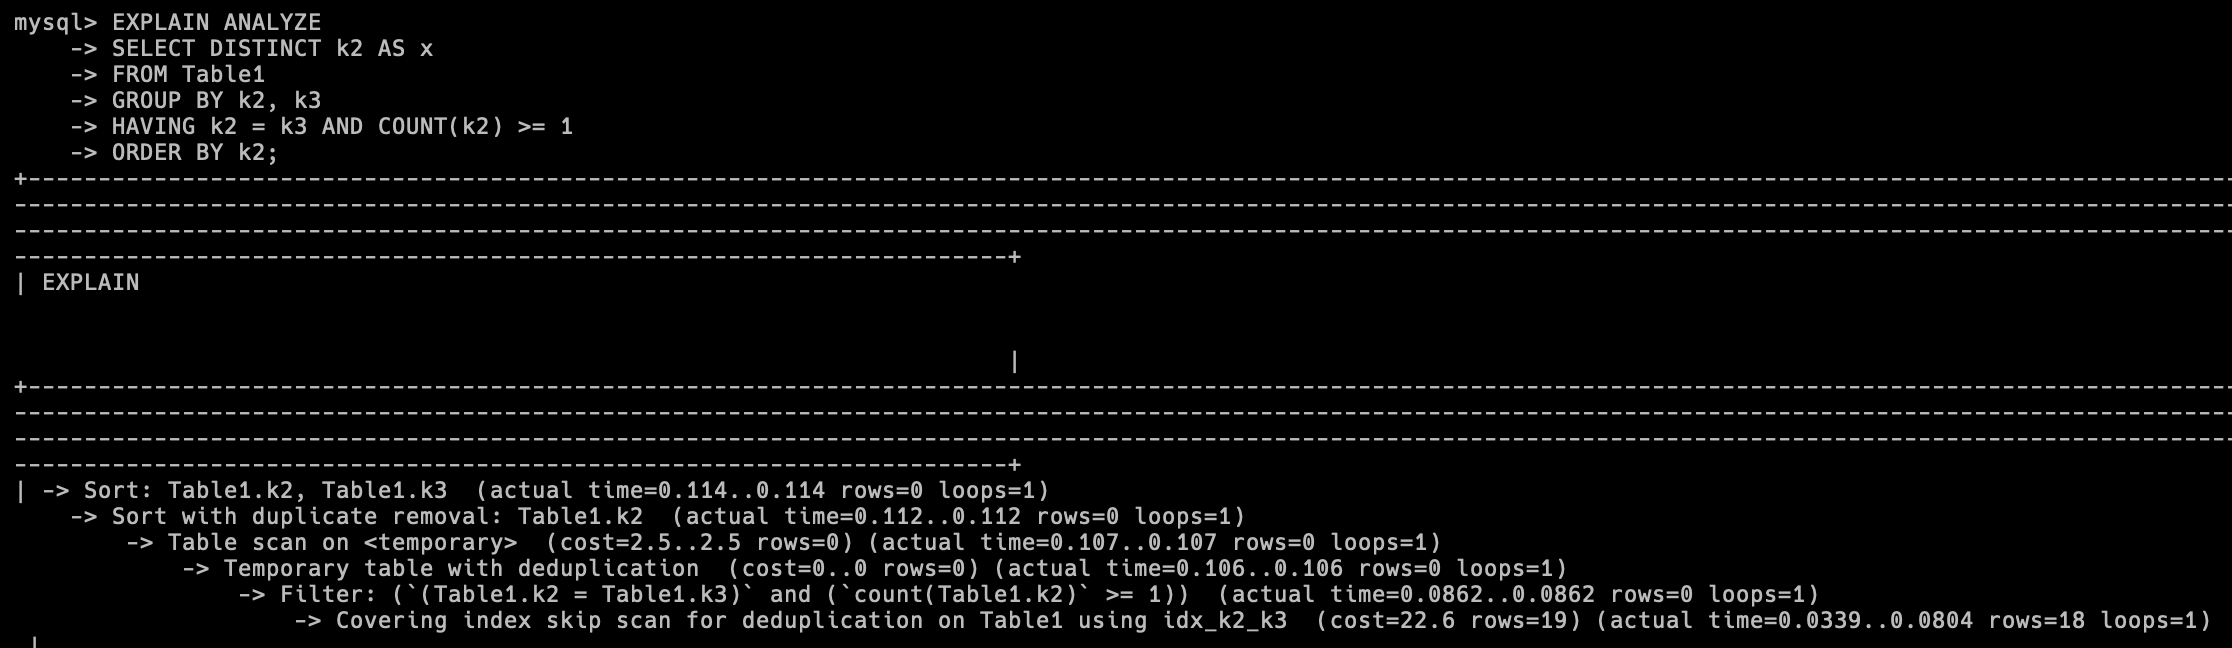 mysql> EXPLAIN ANALYZE
    -> SELECT DISTINCT k2 AS x
    -> FROM Table1
    -> GROUP BY k2, k3
    -> HAVING k2 = k3 AND COUNT(k2) >= 1
    -> ORDER BY k2;
| EXPLAIN
|
| -> Sort: Table1.k2, Table1.k3  (actual time=0.114..0.114 rows=0 loops=1)
    -> Sort with duplicate removal: Table1.k2  (actual time=0.112..0.112 rows=0 loops=1)
        -> Table scan on <temporary>  (cost=2.5..2.5 rows=0) (actual time=0.107..0.107 rows=0 loops=1)
            -> Temporary table with deduplication  (cost=0..0 rows=0) (actual time=0.106..0.106 rows=0 loops=1)
                -> Filter: (`(Table1.k2 = Table1.k3)` and (`count(Table1.k2)` >= 1))  (actual time=0.0862..0.0862 rows=0 loops=1)
                    -> Covering index skip scan for deduplication on Table1 using idx_k2_k3  (cost=22.6 rows=19) (actual time=0.0339..0.0804 rows=18 loops=1)
|